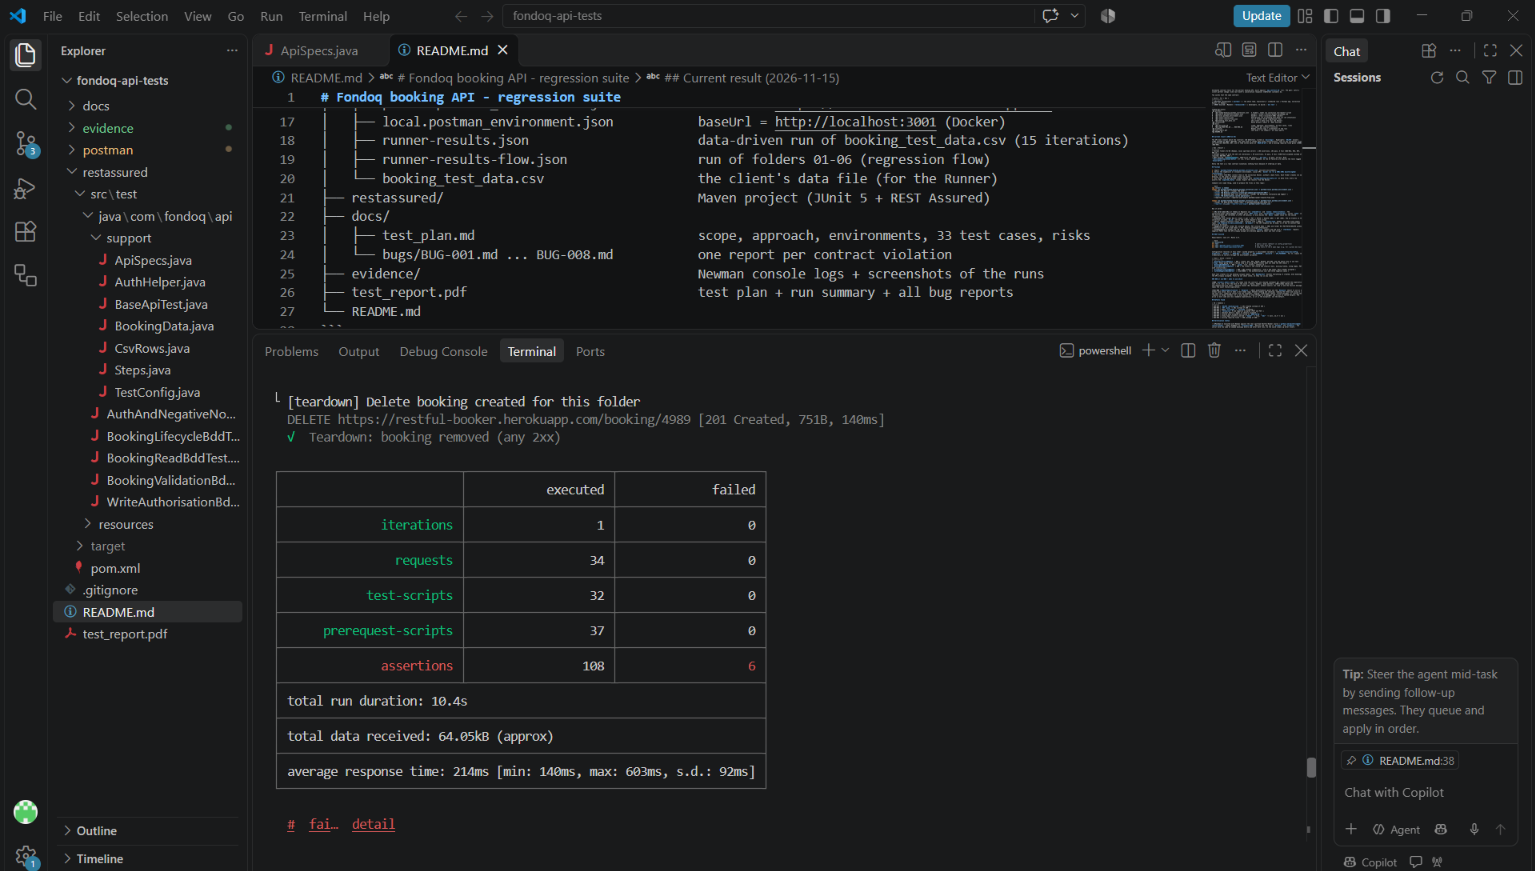 File Edit Selection View Go Run Terminal Help
fondoq-api-tests
Update
Explorer
fondoq-api-tests
docs
evidence
postman
restassured
src\test
java\com\fondoq\api
support
ApiSpecs.java
AuthHelper.java
BaseApiTest.java
BookingData.java
CsvRows.java
Steps.java
TestConfig.java
AuthAndNegativeNo...
BookingLifecycleBddT...
BookingReadBddTest....
BookingValidationBd...
WriteAuthorisationBd...
resources
target
pom.xml
.gitignore
README.md
test_report.pdf
Outline
Timeline
3
1
ApiSpecs.java
README.md
README.md > # Fondoq booking API - regression suite > ## Current result (2026-11-15)
Text Editor
1 # Fondoq booking API - regression suite
17 │ ├── local.postman_environment.json baseUrl = http://localhost:3001 (Docker)
18 │ ├── runner-results.json data-driven run of booking_test_data.csv (15 iterations)
19 │ ├── runner-results-flow.json run of folders 01-06 (regression flow)
20 │ └── booking_test_data.csv the client's data file (for the Runner)
21 ├── restassured/ Maven project (JUnit 5 + REST Assured)
22 ├── docs/
23 │ ├── test_plan.md scope, approach, environments, 33 test cases, risks
24 │ └── bugs/BUG-001.md ... BUG-008.md one report per contract violation
25 ├── evidence/ Newman console logs + screenshots of the runs
26 ├── test_report.pdf test plan + run summary + all bug reports
27 └── README.md
Problems Output Debug Console Terminal Ports
powershell
└ [teardown] Delete booking created for this folder
DELETE https://restful-booker.herokuapp.com/booking/4989 [201 Created, 751B, 140ms]
√ Teardown: booking removed (any 2xx)
executed failed
iterations 1 0
requests 34 0
test-scripts 32 0
prerequest-scripts 37 0
assertions 108 6
total run duration: 10.4s
total data received: 64.05kB (approx)
average response time: 214ms [min: 140ms, max: 603ms, s.d.: 92ms]
# fai… detail
Chat
Sessions
Tip: Steer the agent mid-task
by sending follow-up
messages. They queue and
apply in order.
README.md:38
Chat with Copilot
Agent
Copilot